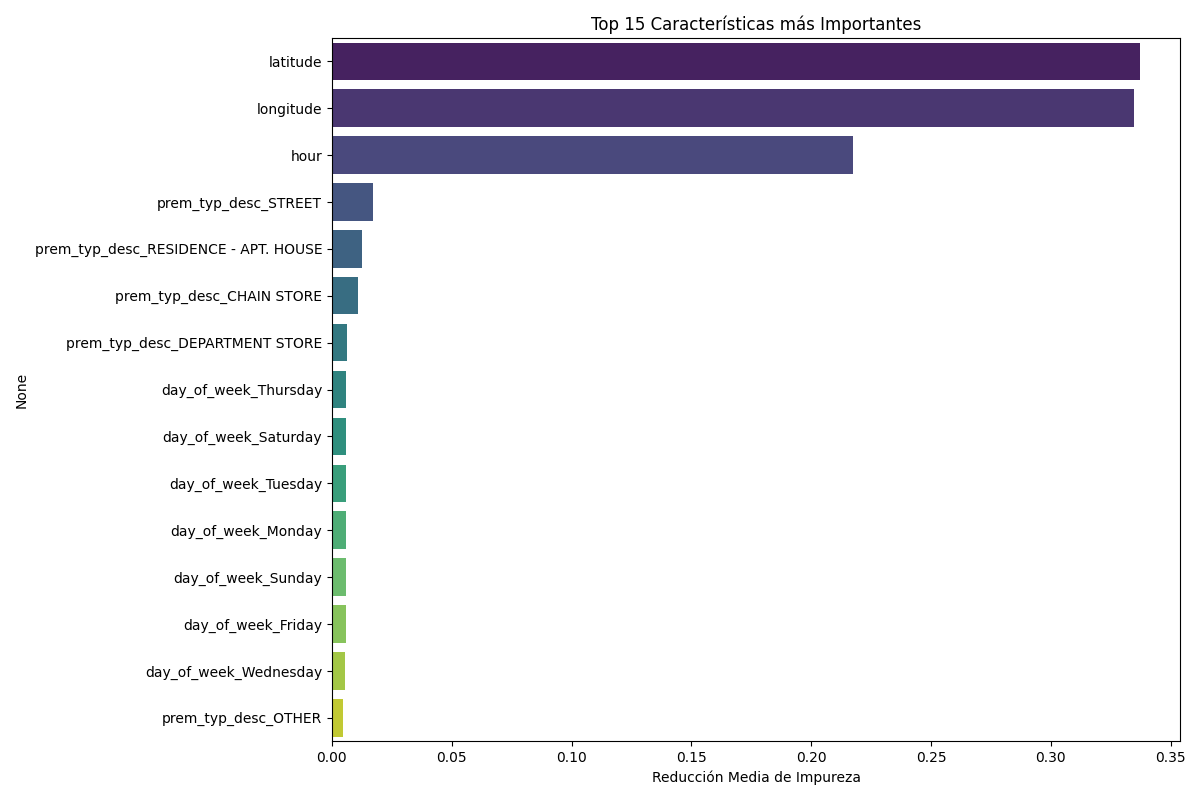 Top 15 Características más Importantes
latitude
longitude
hour
prem_typ_desc_STREET
prem_typ_desc_RESIDENCE - APT. HOUSE
prem_typ_desc_CHAIN STORE
prem_typ_desc_DEPARTMENT STORE
day_of_week_Thursday
day_of_week_Saturday
day_of_week_Tuesday
day_of_week_Monday
day_of_week_Sunday
day_of_week_Friday
day_of_week_Wednesday
prem_typ_desc_OTHER
None
0.00 0.05 0.10 0.15 0.20 0.25 0.30 0.35
Reducción Media de Impureza